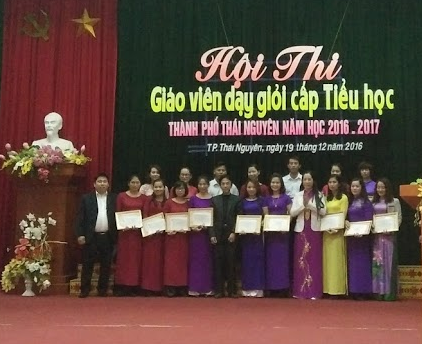 Hội Thi
Giáo viên dạy giỏi cấp Tiểu học
THÀNH PHỐ THÁI NGUYÊN NĂM HỌC 2016 - 2017
TP. Thái Nguyên, ngày 19 tháng 12 năm 2016